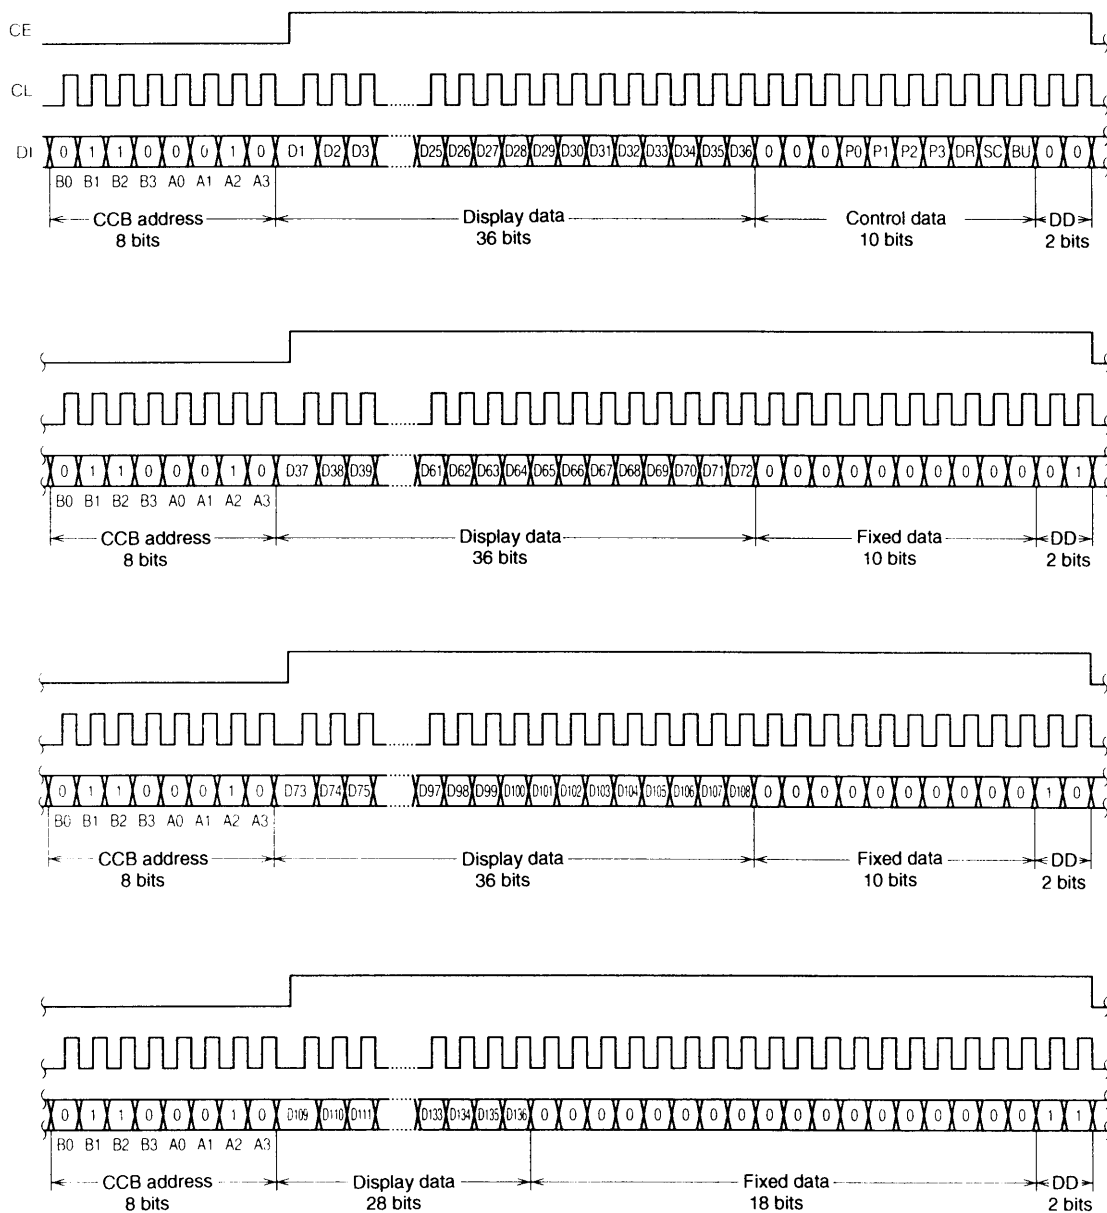 CE
CL
DI 0 1 1 0 0 0 1 0 D1 D2 D3 D25 D26 D27 D28 D29 D30 D31 D32 D33 D34 D35 D36 0 0 0 P0 P1 P2 P3 DR SC BU 0 0
B0 B1 B2 B3 A0 A1 A2 A3
CCB address Display data Control data DD
8 bits 36 bits 10 bits 2 bits
0 1 1 0 0 0 1 0 D37 D38 D39 D61 D62 D63 D64 D65 D66 D67 D68 D69 D70 D71 D72 0 0 0 0 0 0 0 0 0 0 0 1
B0 B1 B2 B3 A0 A1 A2 A3
CCB address Display data Fixed data DD
8 bits 36 bits 10 bits 2 bits
0 1 1 0 0 0 1 0 D73 D74 D75 D97 D98 D99 D100 D101 D102 D103 D104 D105 D106 D107 D108 0 0 0 0 0 0 0 0 0 0 1 0
B0 B1 B2 B3 A0 A1 A2 A3
CCB address Display data Fixed data DD
8 bits 36 bits 10 bits 2 bits
0 1 1 0 0 0 1 0 D109 D110 D111 D133 D134 D135 D136 0 0 0 0 0 0 0 0 0 0 0 0 0 0 0 0 0 0 1 1
B0 B1 B2 B3 A0 A1 A2 A3
CCB address Display data Fixed data DD
8 bits 28 bits 18 bits 2 bits